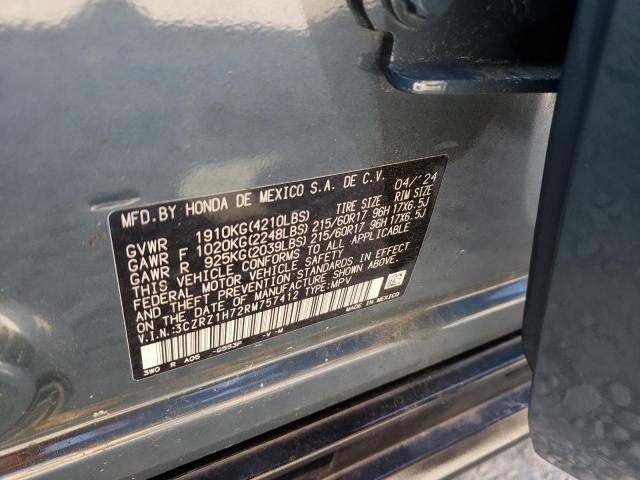 MFD.BY HONDA DE MEXICO S.A. DE C.V. 04/'24
TIRE SIZE RIM SIZE
GVWR 1910KG(4210LBS)
GAWR F 1020KG(2248LBS) 215/60R17 96H 17X6.5J
GAWR R 925KG(2039LBS) 215/60R17 96H 17X6.5J
THIS VEHICLE CONFORMS TO ALL APPLICABLE
FEDERAL MOTOR VEHICLE SAFETY
AND THEFT PREVENTION STANDARDS IN EFFECT
ON THE DATE OF MANUFACTURE SHOWN ABOVE.
V.I.N.:3CZRZ1H72RM757412 TYPE:MPV
3W0 R A05 -G553P -V-M
MADE IN MEXICO